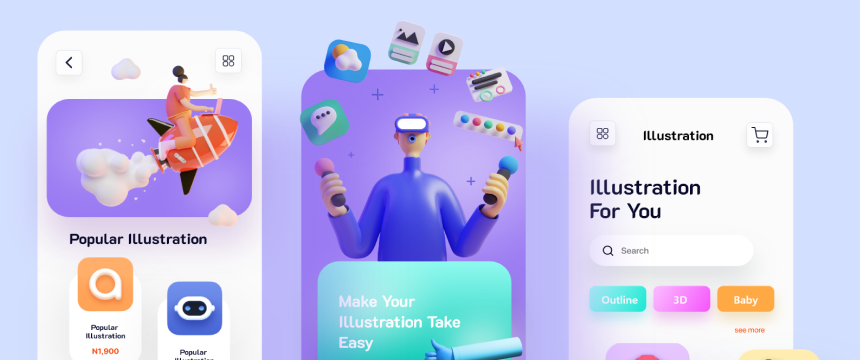 Popular Illustration
Popular
Illustration
N1,900
Popular
Illustration
Make Your
Illustration Take
Easy
Illustration
Illustration
For You
Search
Outline
3D
Baby
see more